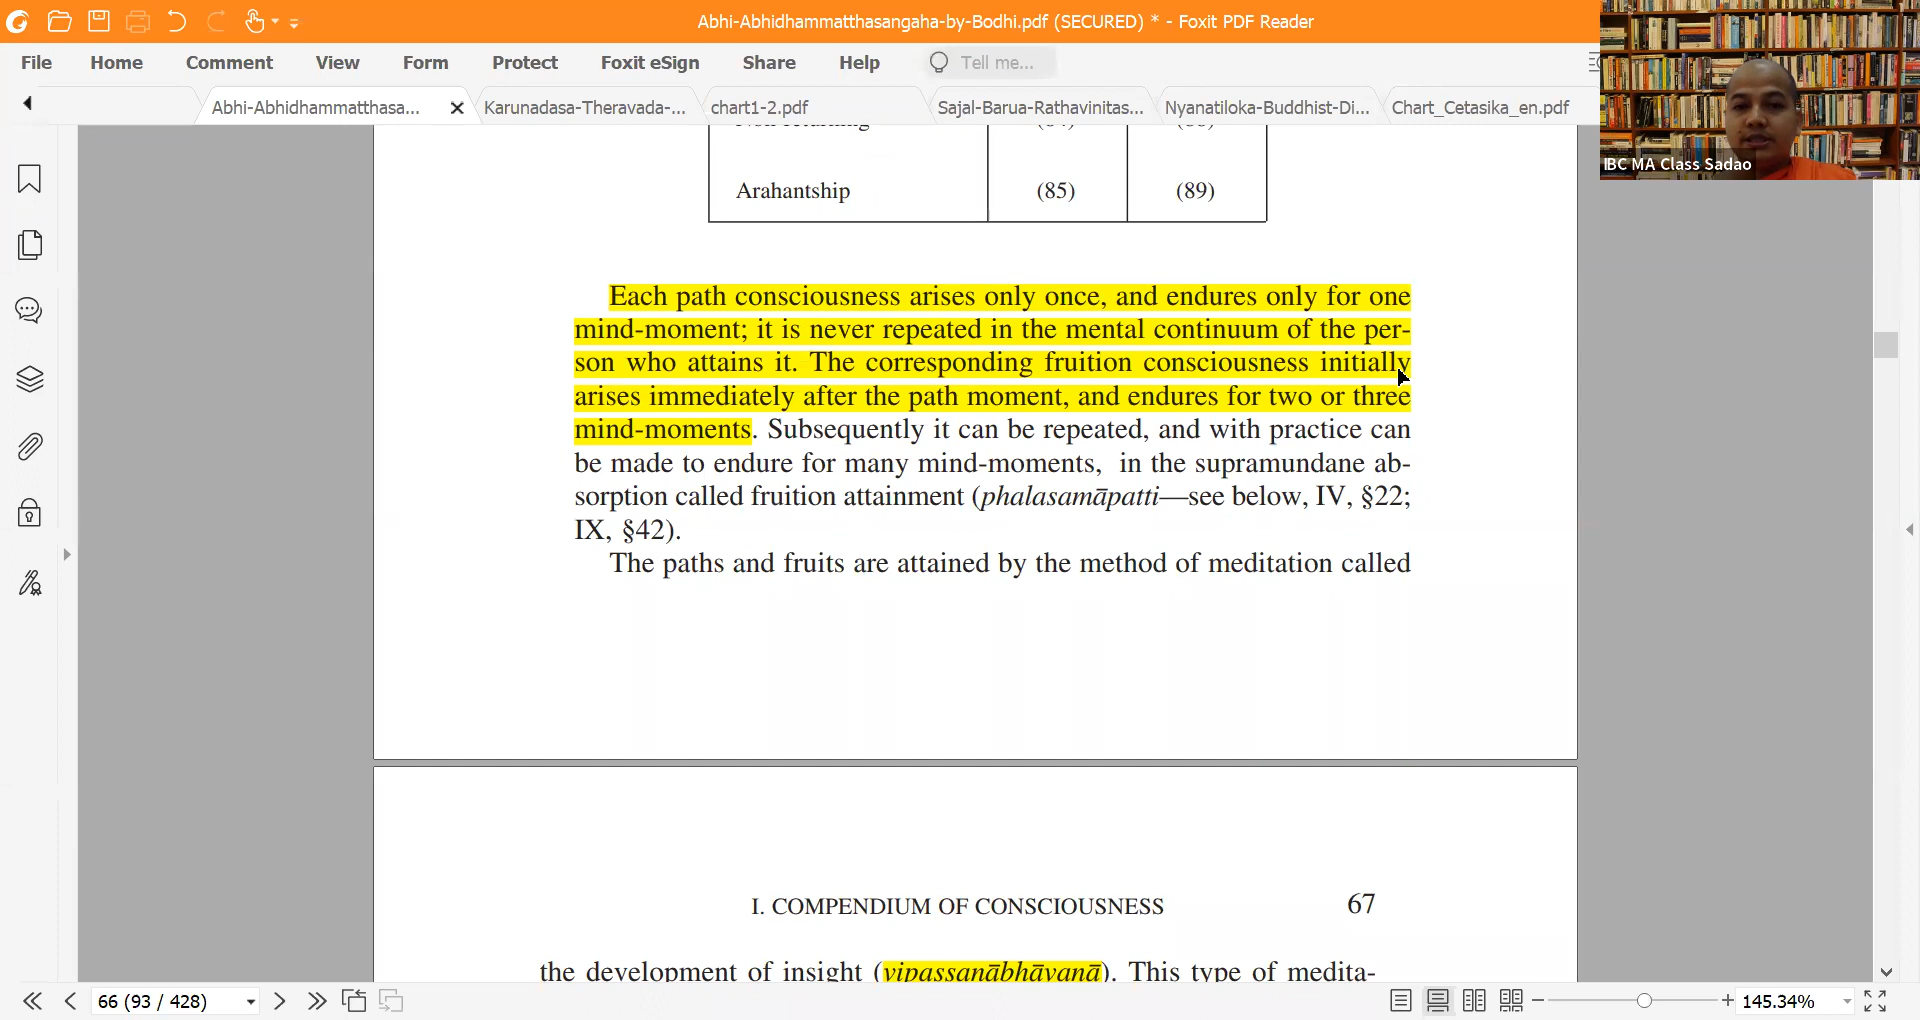 Abhi-Abhidhammatthasangaha-by-Bodhi.pdf (SECURED) * - Foxit PDF Reader
File Home Comment View Form Protect Foxit eSign Share Help Tell me...
Abhi-Abhidhammatthasa... Karunadasa-Theravada-... chart1-2.pdf Sajal-Barua-Rathavinitas... Nyanatiloka-Buddhist-Di... Chart_Cetasika_en.pdf
IBC MA Class Sadao
Arahantship (85) (89)
Each path consciousness arises only once, and endures only for one
mind-moment; it is never repeated in the mental continuum of the per-
son who attains it. The corresponding fruition consciousness initially
arises immediately after the path moment, and endures for two or three
mind-moments. Subsequently it can be repeated, and with practice can
be made to endure for many mind-moments, in the supramundane ab-
sorption called fruition attainment (phalasamāpatti—see below, IV, §22;
IX, §42).
The paths and fruits are attained by the method of meditation called
I. COMPENDIUM OF CONSCIOUSNESS 67
the development of insight (vipassanābhāvanā). This type of medita-
66 (93 / 428) 145.34%